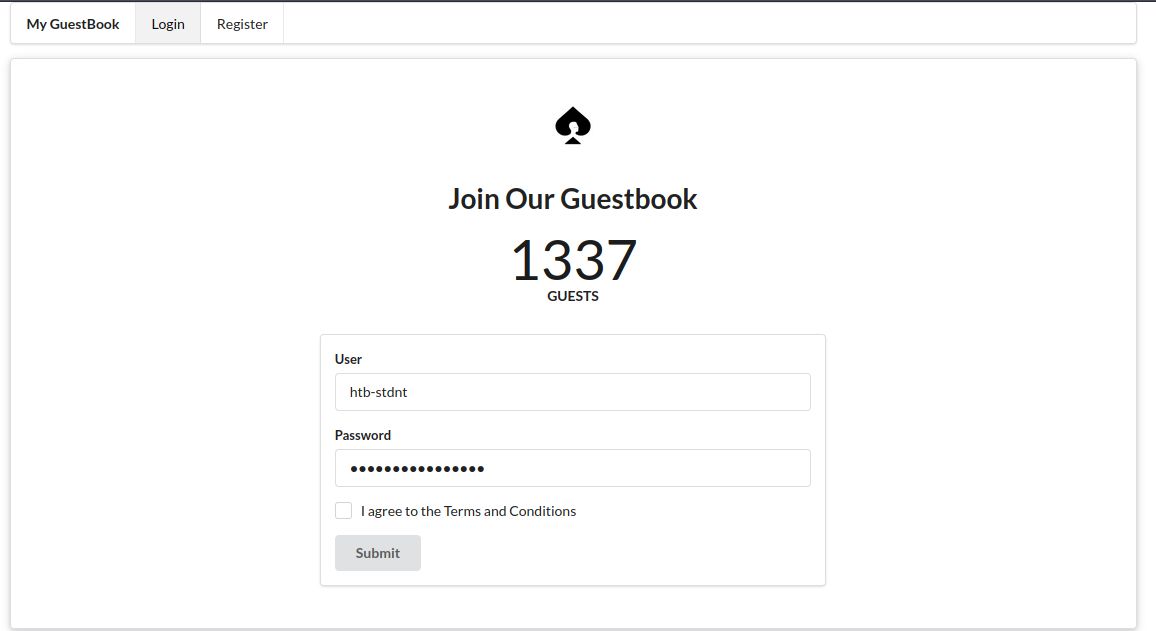 My GuestBook Login Register
Join Our Guestbook
1337
GUESTS
User
htb-stdnt
Password
••••••••••••••••
I agree to the Terms and Conditions
Submit